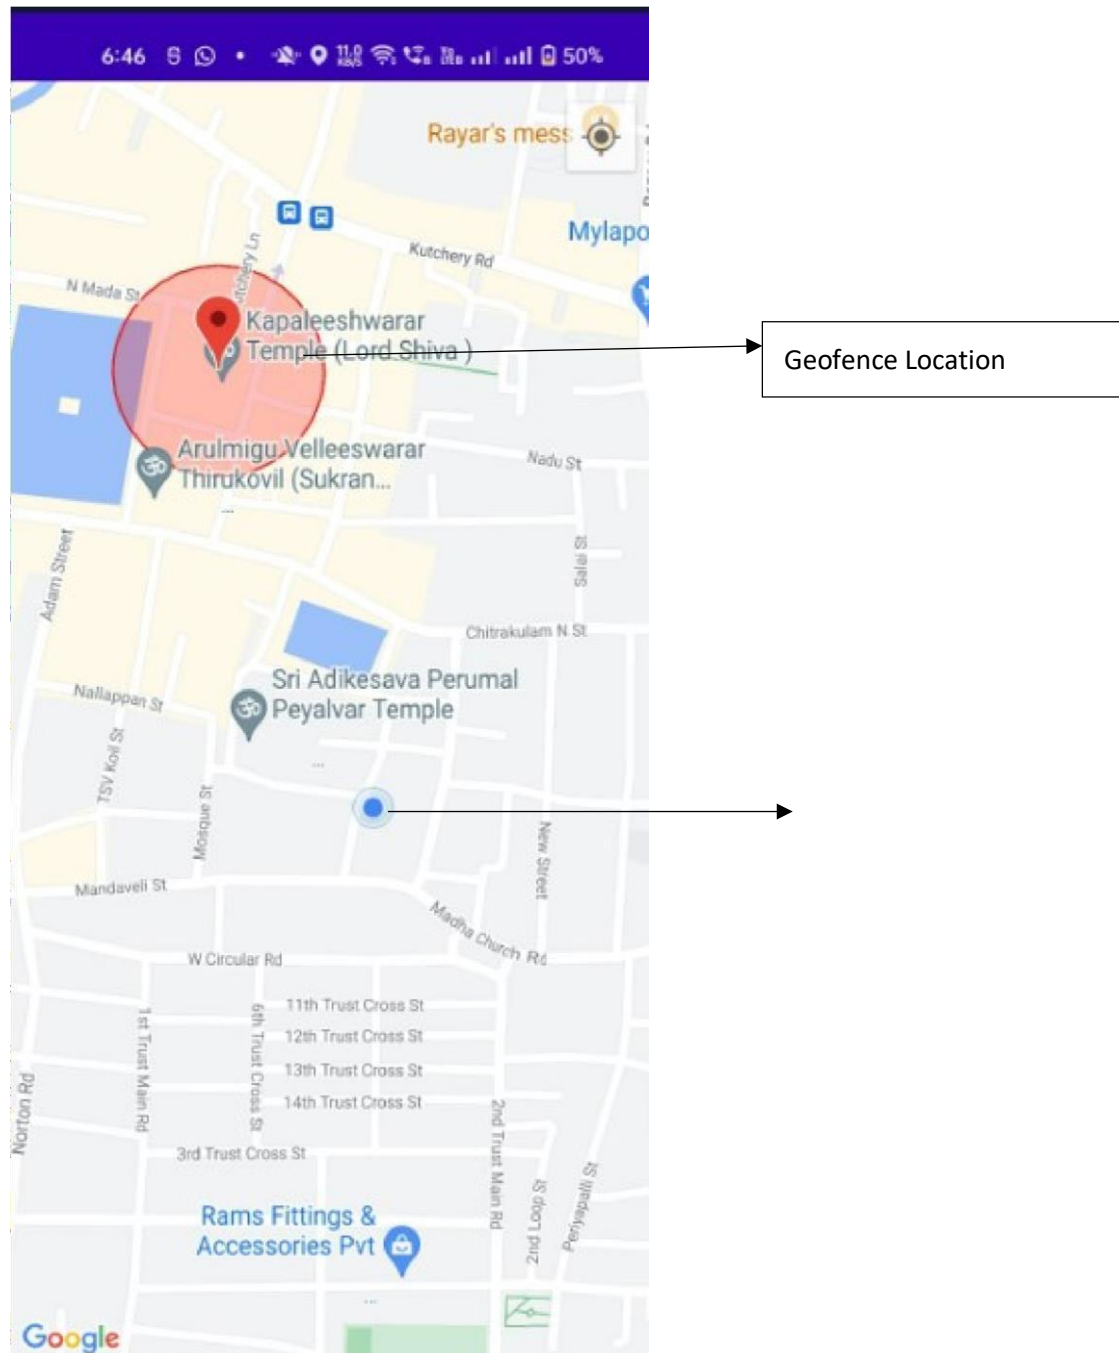 6:46
11.0
KB/S
50%
Rayar's mess
Mylapo
Kutchery Rd
N Mada St
Kapaleeshwarar
Temple (Lord Shiva )
Geofence Location
Arulmigu Velleeswarar
Thirukovil (Sukran...
Nadu St
...
Adam Street
Salai St
Chitrakulam N St
Sri Adikesava Perumal
Peyalvar Temple
Nallappan St
...
TSV Koil St
Mosque St
New Street
Mandaveli St
Madha Church Rd
W Circular Rd
11th Trust Cross St
12th Trust Cross St
13th Trust Cross St
14th Trust Cross St
1st Trust Main Rd
6th Trust Cross St
Norton Rd
2nd Trust Main Rd
3rd Trust Cross St
2nd Loop St
Periyapalli St
Rams Fittings &
Accessories Pvt
...
Google